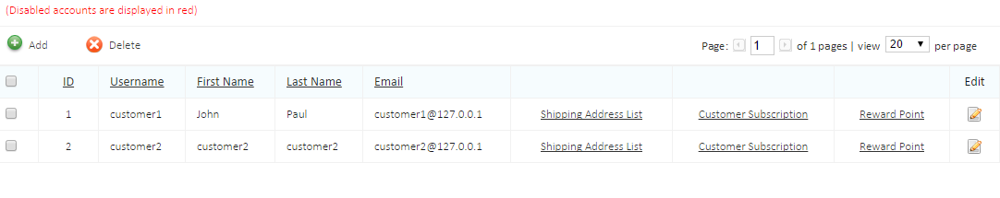 (Disabled accounts are displayed in red)
Add Delete Page: 1 of 1 pages | view 20 per page
ID Username First Name Last Name Email Edit
1 customer1 John Paul customer1@127.0.0.1 Shipping Address List Customer Subscription Reward Point
2 customer2 customer2 customer2 customer2@127.0.0.1 Shipping Address List Customer Subscription Reward Point